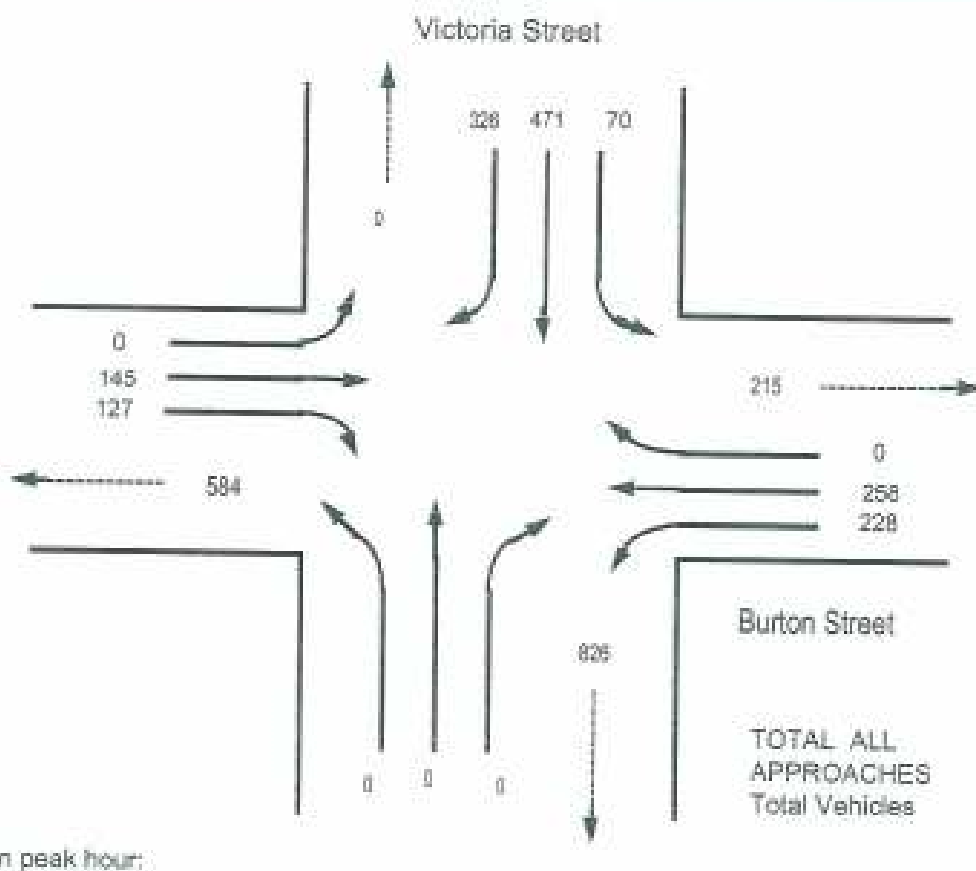 Victoria Street
326 471 70
0
0
145
127
215
0
258
228
584
Burton Street
826
TOTAL ALL
APPROACHES
Total Vehicles
0 0 0
n peak hour: